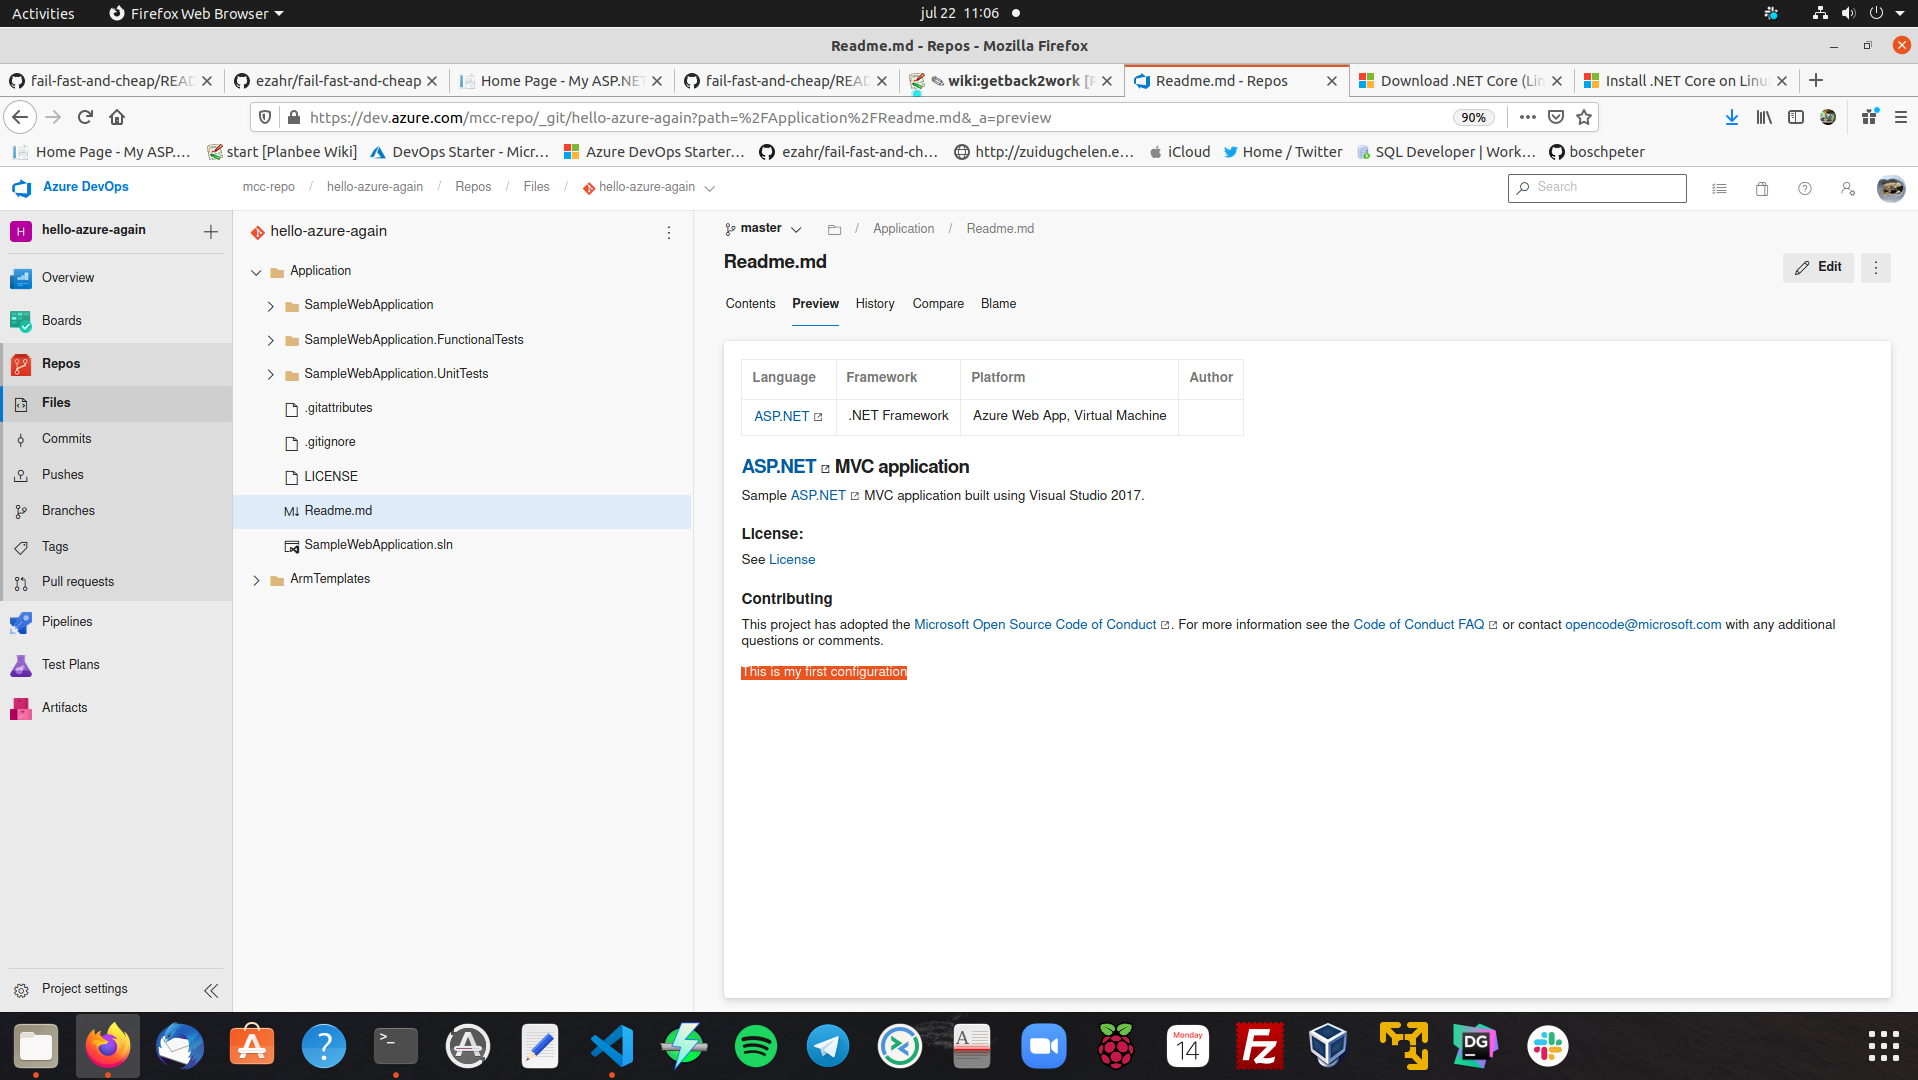 Activities Firefox Web Browser jul 22 11:06
Readme.md - Repos - Mozilla Firefox
fail-fast-and-cheap/READ ezahr/fail-fast-and-cheap Home Page - My ASP.NET fail-fast-and-cheap/READ ✎ wiki:getback2work [P Readme.md - Repos Download .NET Core (Lin Install .NET Core on Linux
https://dev.azure.com/mcc-repo/_git/hello-azure-again?path=%2FApplication%2FReadme.md&_a=preview 90%
Home Page - My ASP.... start [Planbee Wiki] DevOps Starter - Micr... Azure DevOps Starter... ezahr/fail-fast-and-ch... http://zuidugchelen.e... iCloud Home / Twitter SQL Developer | Work... boschpeter
Azure DevOps mcc-repo / hello-azure-again / Repos / Files / hello-azure-again Search
H hello-azure-again
Overview
Boards
Repos
Files
Commits
Pushes
Branches
Tags
Pull requests
Pipelines
Test Plans
Artifacts
Project settings
hello-azure-again
Application
SampleWebApplication
SampleWebApplication.FunctionalTests
SampleWebApplication.UnitTests
.gitattributes
.gitignore
LICENSE
M↓ Readme.md
SampleWebApplication.sln
ArmTemplates
master / Application / Readme.md
Readme.md
Edit
Contents Preview History Compare Blame
Language Framework Platform Author
ASP.NET .NET Framework Azure Web App, Virtual Machine
ASP.NET MVC application
Sample ASP.NET MVC application built using Visual Studio 2017.
License:
See License
Contributing
This project has adopted the Microsoft Open Source Code of Conduct. For more information see the Code of Conduct FAQ or contact opencode@microsoft.com with any additional
questions or comments.
This is my first configuration
Monday
14
Fz
DG